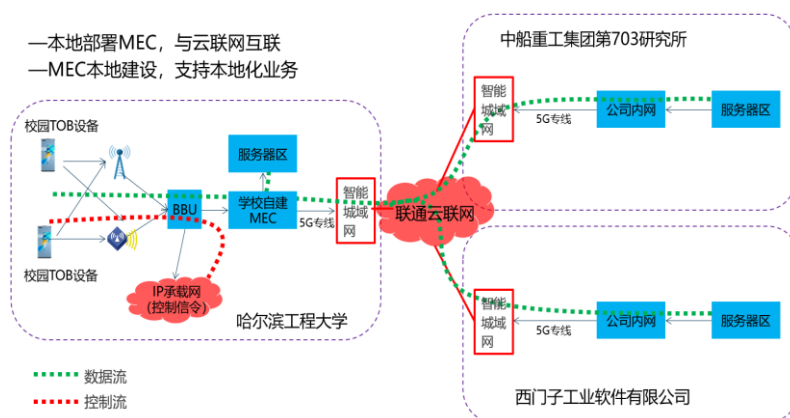 —本地部署MEC，与云联网互联
—MEC本地建设，支持本地化业务
校园TOB设备
校园TOB设备
BBU
服务器区
学校自建
MEC
5G专线
智能
城域
网
IP承载网
（控制信令）
哈尔滨工程大学
联通云联网
中船重工集团第703研究所
智能
城域
网
5G专线
公司内网
服务器区
智能
城域
网
5G专线
公司内网
服务器区
西门子工业软件有限公司
数据流
控制流